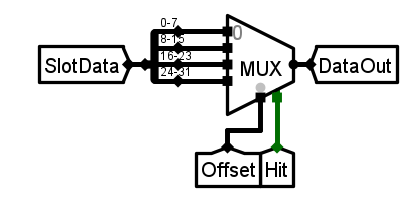 0-7
0
8-15
16-23
24-31
SlotData
MUX
DataOut
Offset
Hit